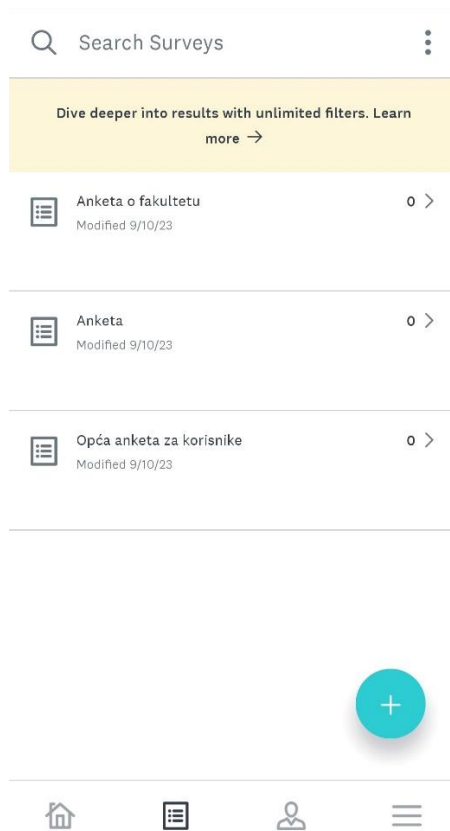 Search Surveys
Dive deeper into results with unlimited filters. Learn
more →
Anketa o fakultetu
0
Modified 9/10/23
Anketa
0
Modified 9/10/23
Opća anketa za korisnike
0
Modified 9/10/23